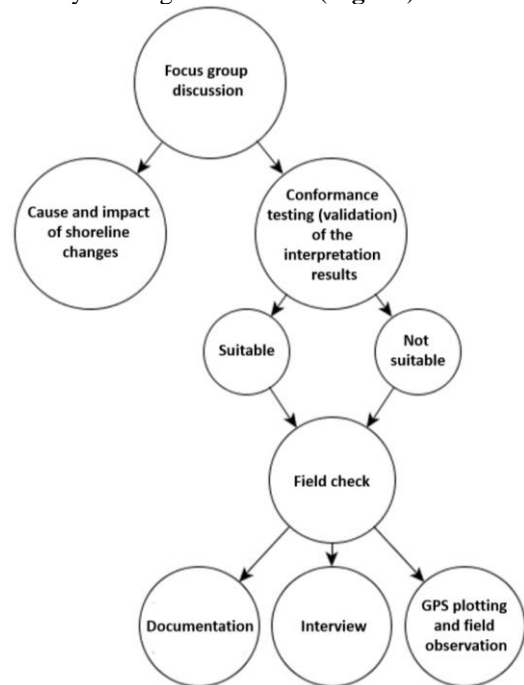 Focus group
discussion
Cause and impact
of shoreline
changes
Conformance
testing (validation)
of the
interpretation
results
Suitable
Not
suitable
Field check
Documentation
Interview
GPS plotting
and field
observation